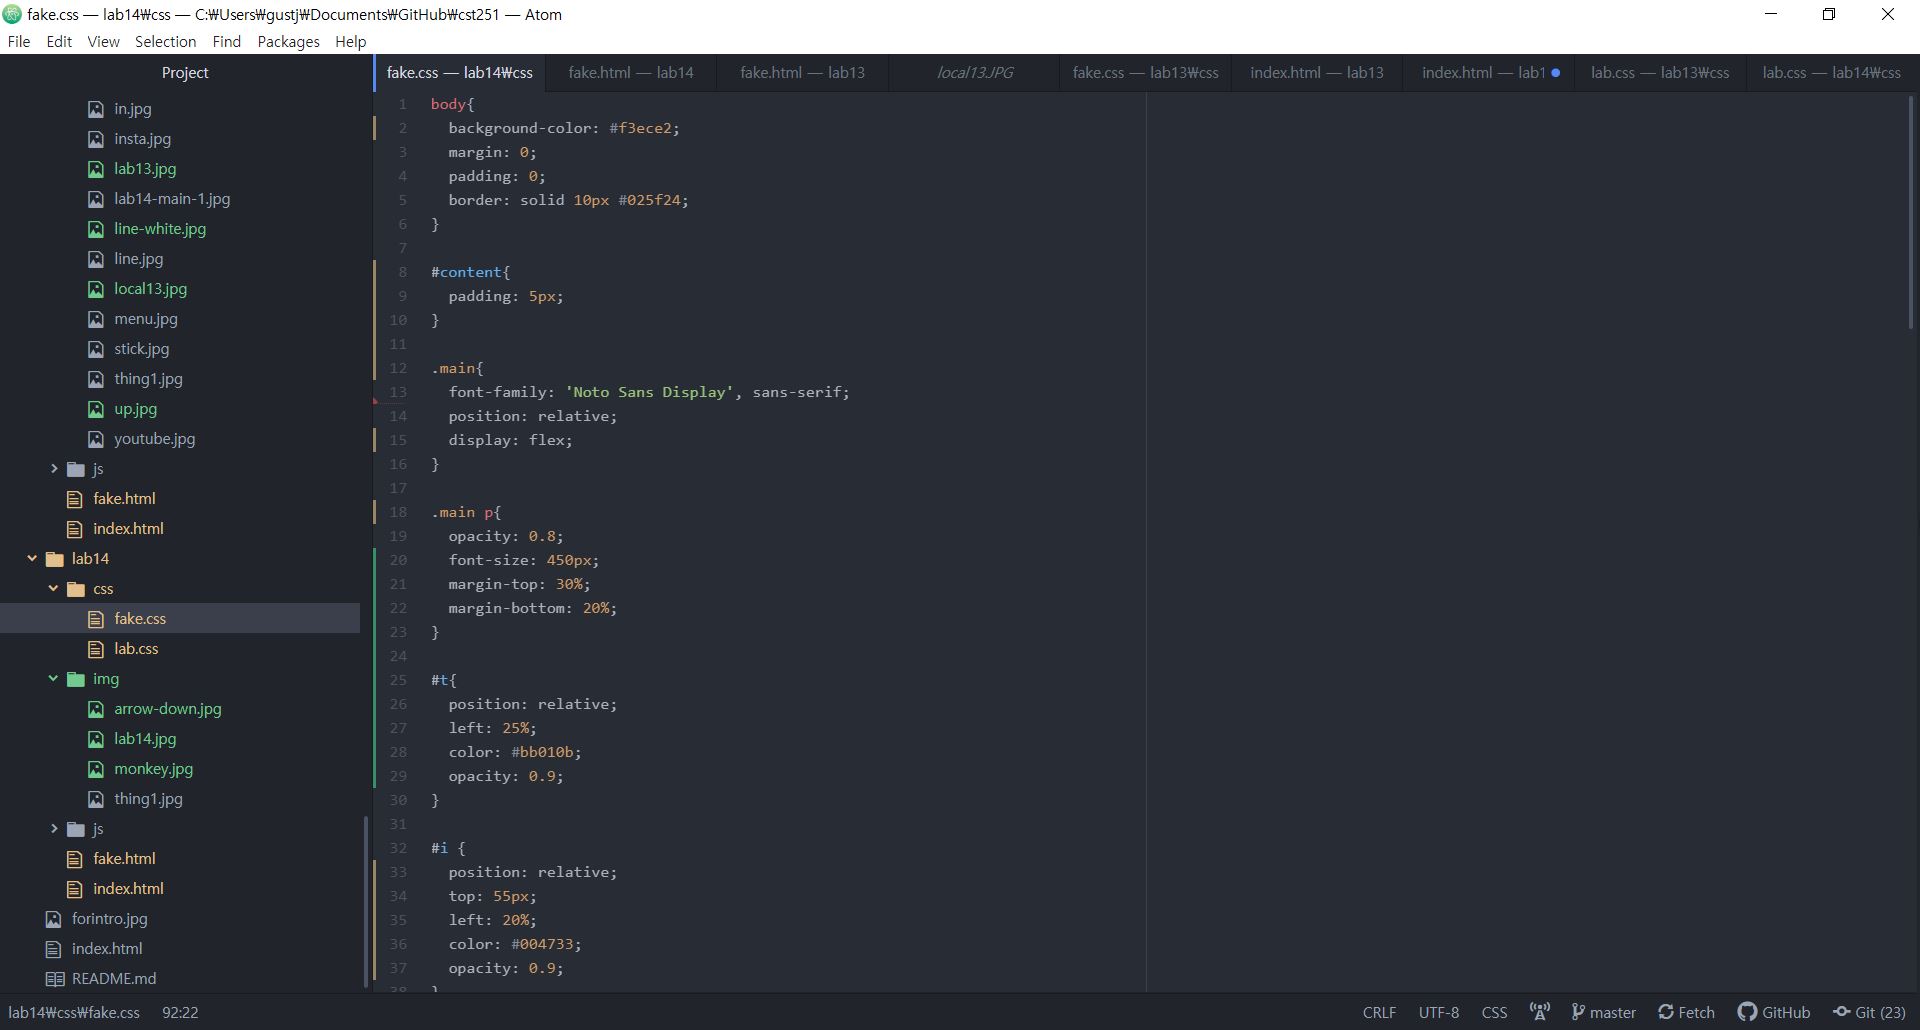 fake.css — lab14₩css — C:₩Users₩gustj₩Documents₩GitHub₩cst251 — Atom
File Edit View Selection Find Packages Help
Project
in.jpg
insta.jpg
lab13.jpg
lab14-main-1.jpg
line-white.jpg
line.jpg
local13.jpg
menu.jpg
stick.jpg
thing1.jpg
up.jpg
youtube.jpg
js
fake.html
index.html
lab14
css
fake.css
lab.css
img
arrow-down.jpg
lab14.jpg
monkey.jpg
thing1.jpg
js
fake.html
index.html
forintro.jpg
index.html
README.md
fake.css — lab14₩css fake.html — lab14 fake.html — lab13 local13.JPG fake.css — lab13₩css index.html — lab13 index.html — lab1 lab.css — lab13₩css lab.css — lab14₩css
1 body{
2 background-color: #f3ece2;
3 margin: 0;
4 padding: 0;
5 border: solid 10px #025f24;
6 }
7
8 #content{
9 padding: 5px;
10 }
11
12 .main{
13 font-family: 'Noto Sans Display', sans-serif;
14 position: relative;
15 display: flex;
16 }
17
18 .main p{
19 opacity: 0.8;
20 font-size: 450px;
21 margin-top: 30%;
22 margin-bottom: 20%;
23 }
24
25 #t{
26 position: relative;
27 left: 25%;
28 color: #bb010b;
29 opacity: 0.9;
30 }
31
32 #i {
33 position: relative;
34 top: 55px;
35 left: 20%;
36 color: #004733;
37 opacity: 0.9;
38 }
lab14₩css₩fake.css 92:22 CRLF UTF-8 CSS master Fetch GitHub Git (23)